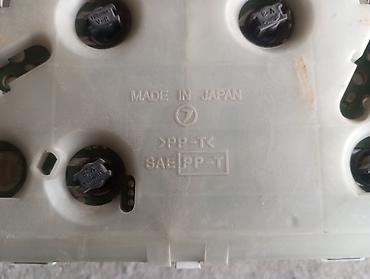 MADE IN JAPAN
7
>PP-T<
SAE PP-T